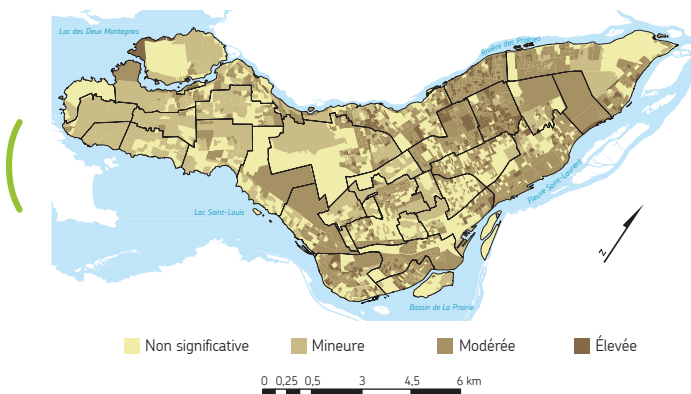 Lac des Deux Montagnes
Rivière des Prairies
Lac Saint-Louis
Fleuve Saint-Laurent
Bassin de La Prairie
N
Non significative
Mineure
Modérée
Élevée
0 0,25 0,5 3 4,5 6 km